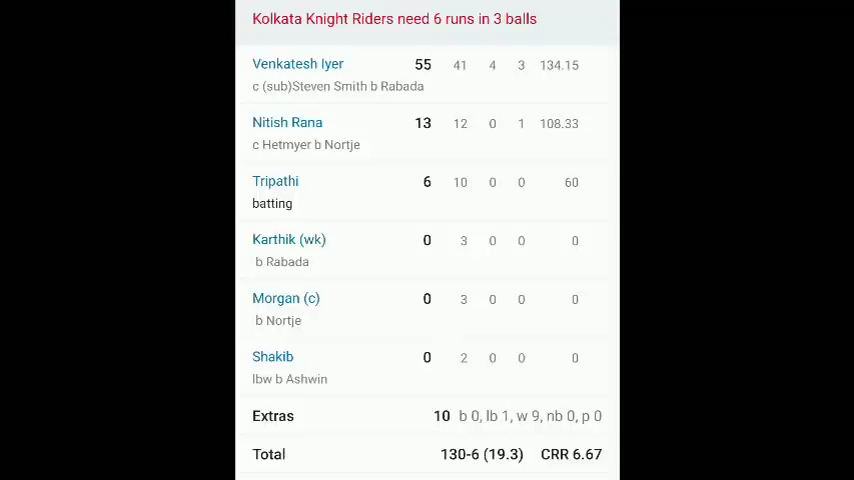 Kolkata Knight Riders need 6 runs in 3 balls
Venkatesh Iyer 55 41 4 3 134.15
c (sub)Steven Smith b Rabada
Nitish Rana 13 12 0 1 108.33
c Hetmyer b Nortje
Tripathi 6 10 0 0 60
batting
Karthik (wk) 0 3 0 0 0
b Rabada
Morgan (c) 0 3 0 0 0
b Nortje
Shakib 0 2 0 0 0
lbw b Ashwin
Extras 10 b 0, lb 1, w 9, nb 0, p 0
Total 130-6 (19.3) CRR 6.67